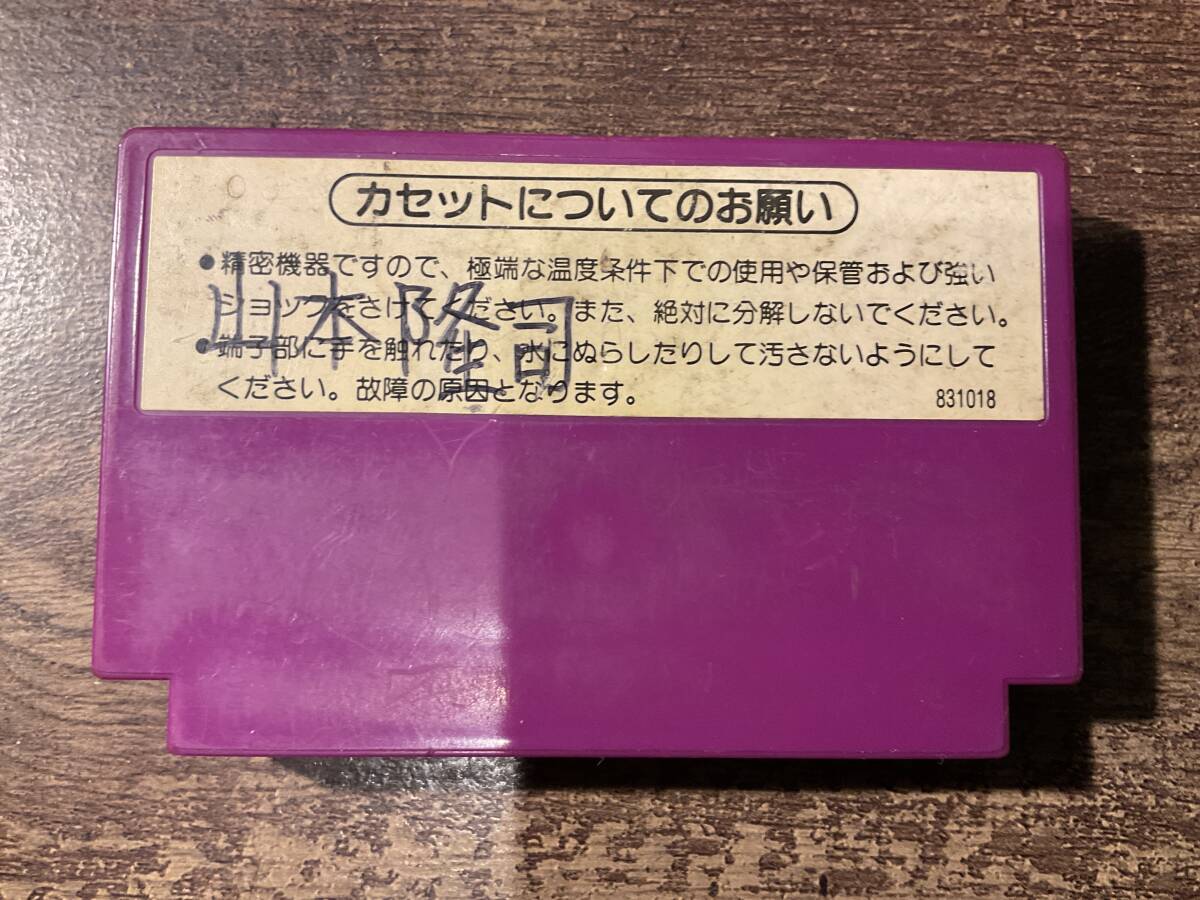 カセットについてのお願い
●精密機器ですので、極端な温度条件下での使用や保管および強い
ショックをさけてください。また、絶対に分解しないでください。
山本隆司
●端子部に手を触れたり、水にぬらしたりして汚さないようにして
ください。故障の原因となります。
831018